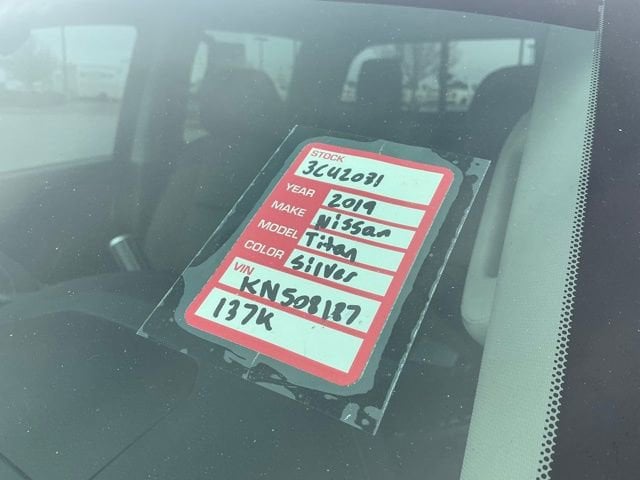 STOCK
3CU2031
YEAR 2019
MAKE Nissan
MODEL Titan
COLOR Silver
VIN
KN508187
137K